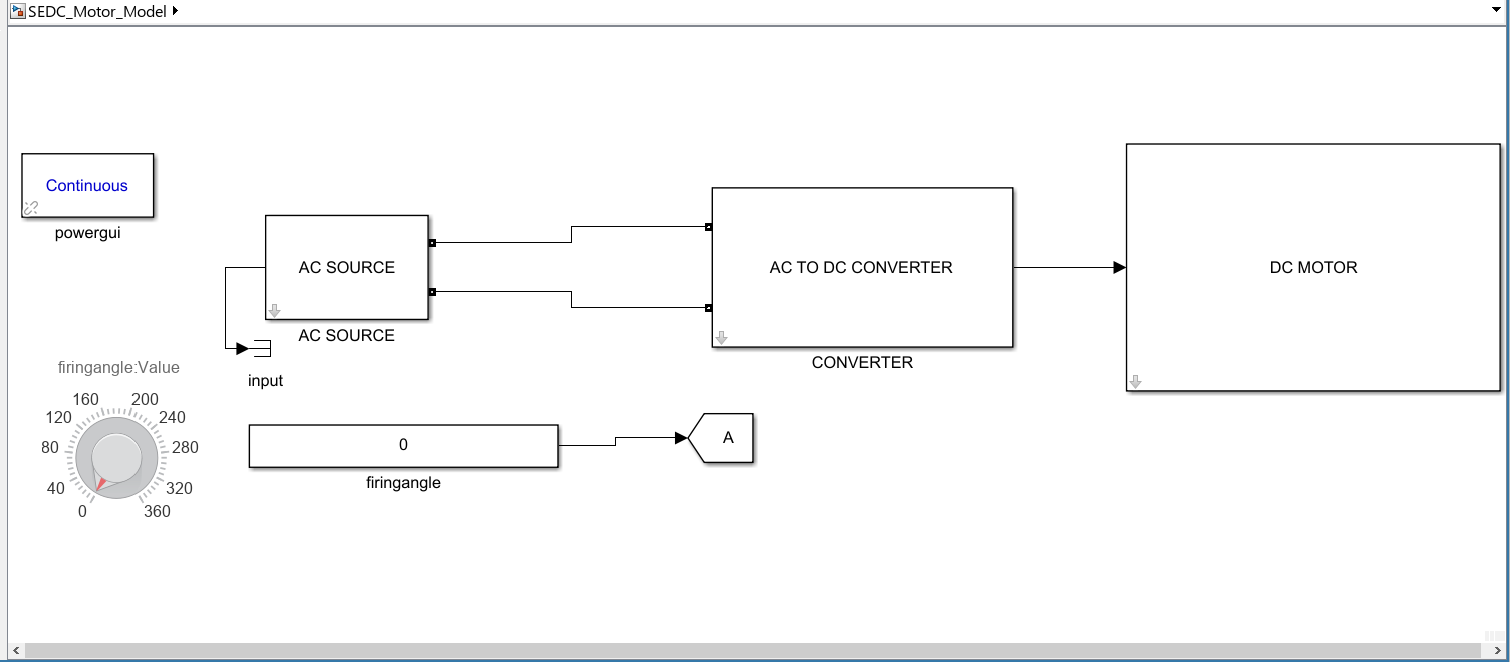 SEDC_Motor_Model
Continuous
powergui
AC SOURCE
AC SOURCE
input
AC TO DC CONVERTER
CONVERTER
DC MOTOR
firingangle:Value
160 200
120 240
80 280
40 320
0 360
0
firingangle
A